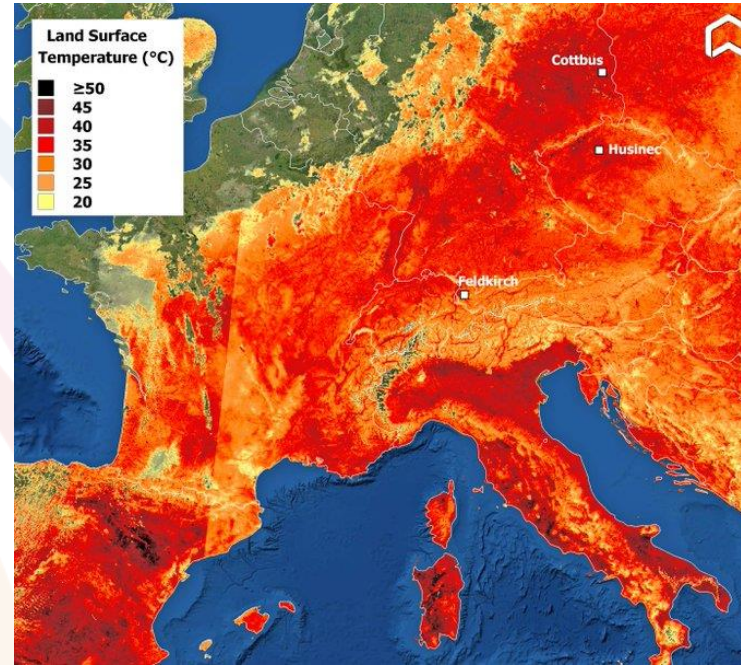 Land Surface
Temperature (°C)
≥50
45
40
35
30
25
20
Cottbus
Husinec
Feldkirch